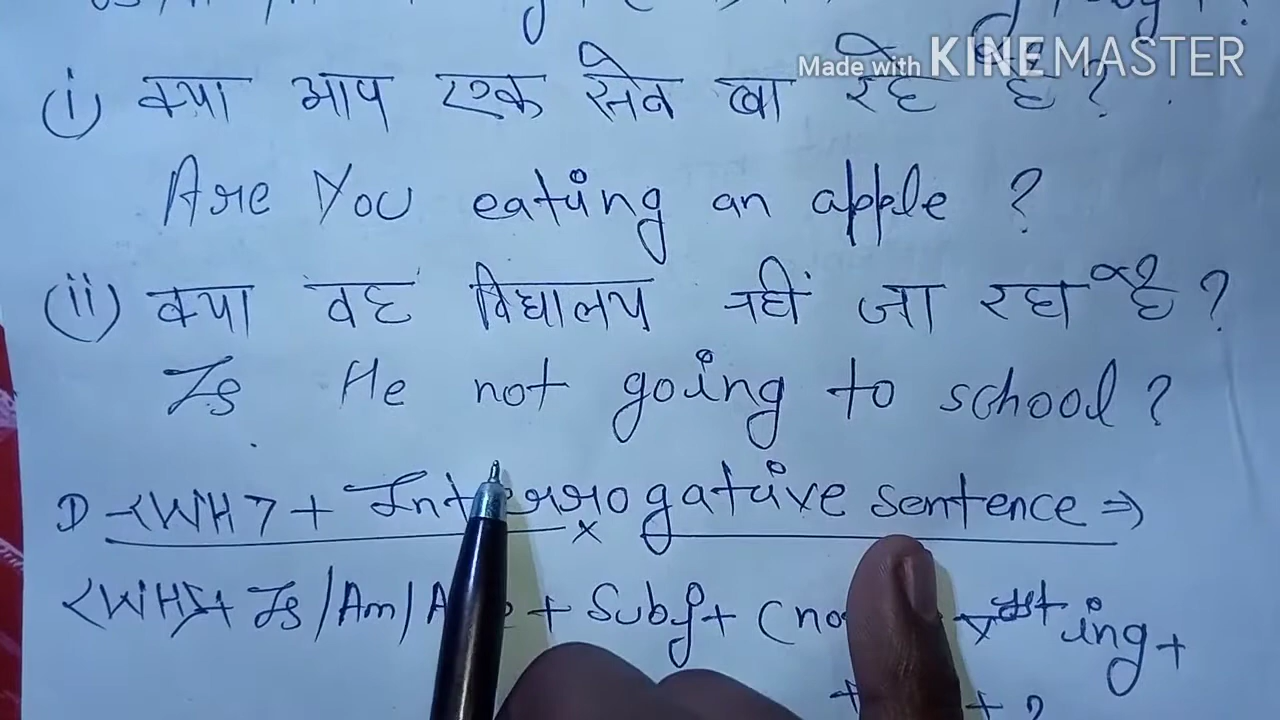 Made with KINEMASTER
(i) क्या आप एक सेब खा रहे हैं?
Are You eating an apple ?
(ii) क्या वह विद्यालय नहीं जा रहा है?
Is He not going to school?
D <WH> + Interrogative sentence ⇒
<WH> + Is/Am/ + Subj + ing +
+ ?